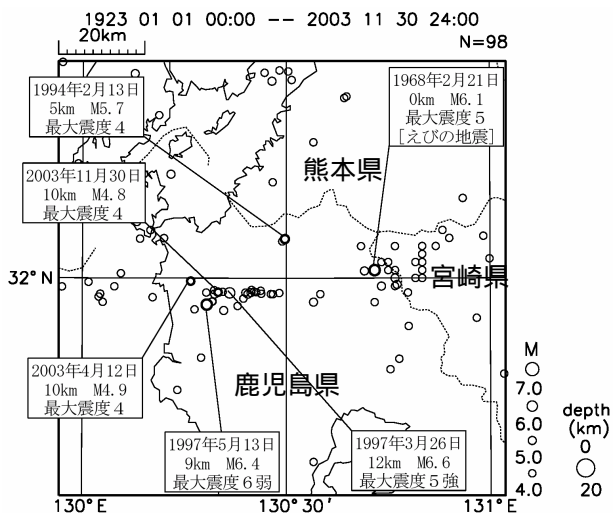 1923 01 01 00:00 -- 2003 11 30 24:00
20km
N=98
1994年2月13日
5km M5.7
最大震度4
1968年2月21日
0km M6.1
最大震度5
[えびの地震]
2003年11月30日
10km M4.8
最大震度4
熊本県
宮崎県
32°N
2003年4月12日
10km M4.9
最大震度4
鹿児島県
1997年5月13日
9km M6.4
最大震度6弱
1997年3月26日
12km M6.6
最大震度5強
M
7.0
6.0
5.0
4.0
depth
(km)
0
20
130°E
130°30'
131°E